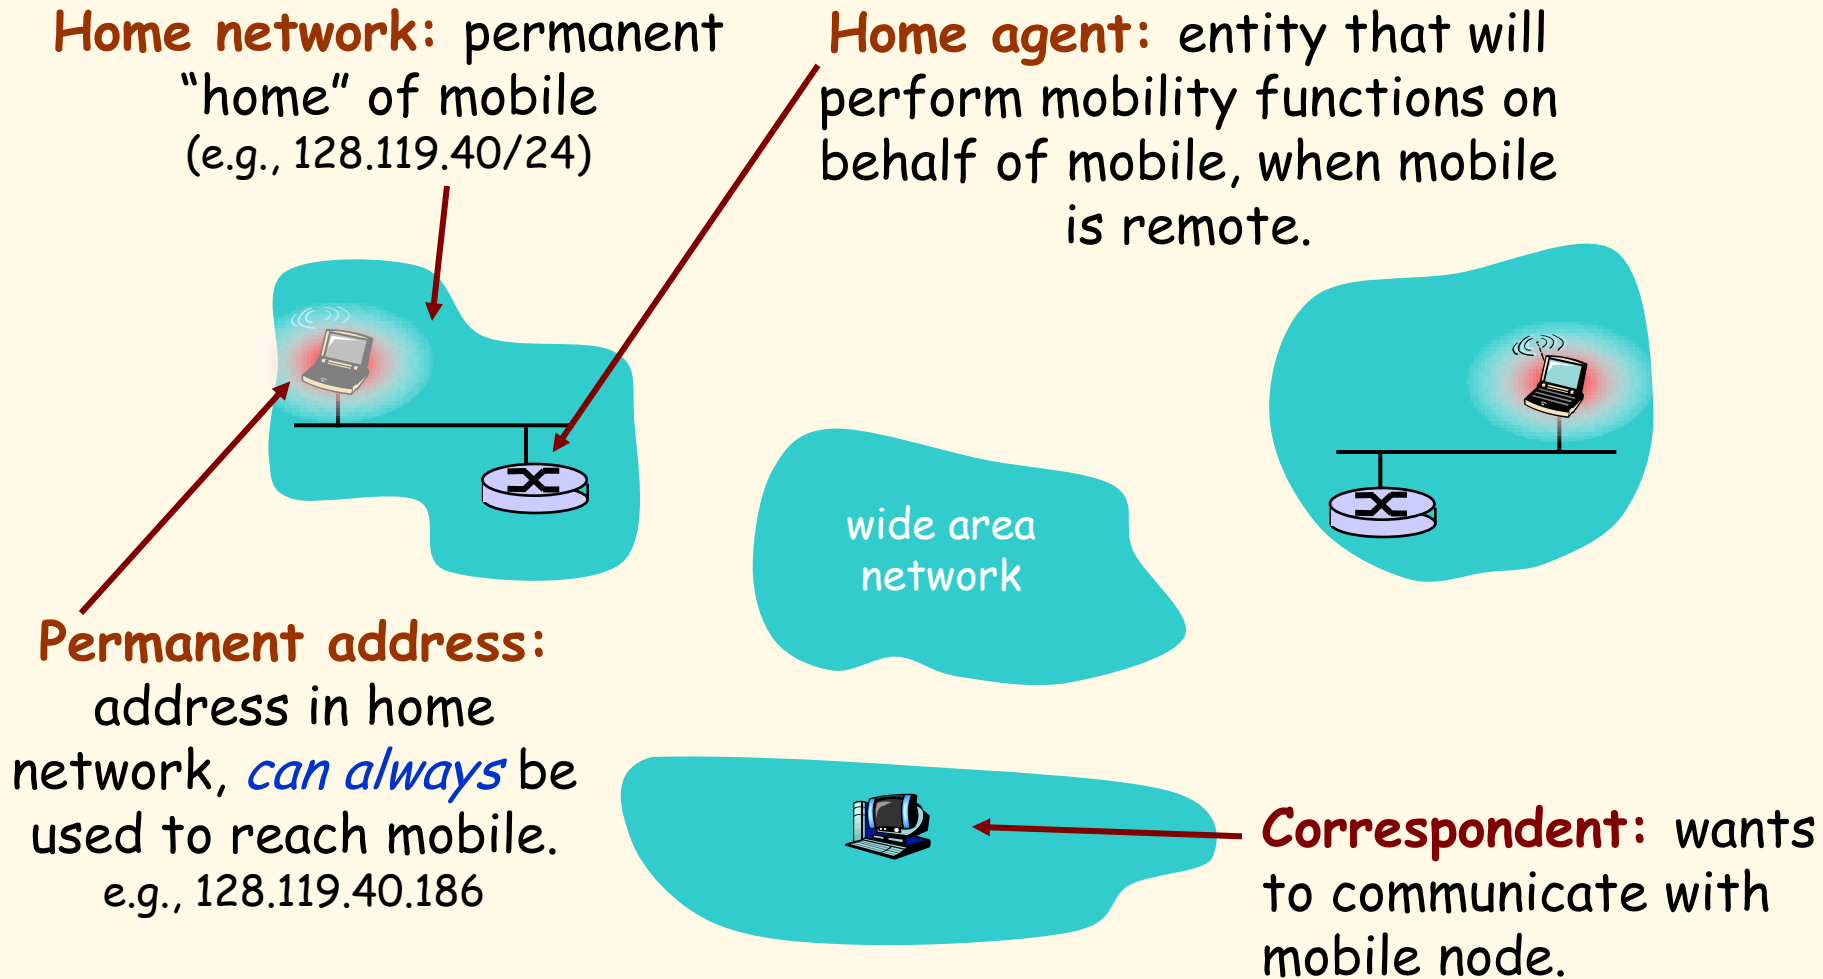 Home network: permanent
“home” of mobile
(e.g., 128.119.40/24)
Home agent: entity that will
perform mobility functions on
behalf of mobile, when mobile
is remote.
wide area
network
Permanent address:
address in home
network, can always be
used to reach mobile.
e.g., 128.119.40.186
Correspondent: wants
to communicate with
mobile node.